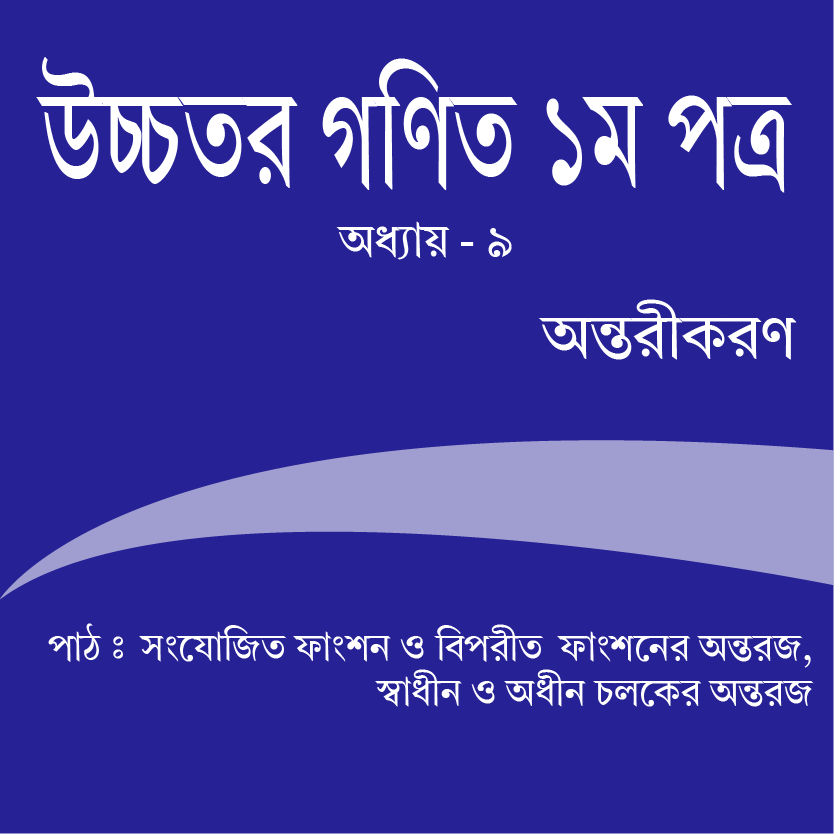 উচ্চতর গণিত ১ম পত্র
অধ্যায় - ৯
অন্তরীকরণ
পাঠ ঃ সংযোজিত ফাংশন ও বিপরীত ফাংশনের অন্তরজ,
স্বাধীন ও অধীন চলকের অন্তরজ